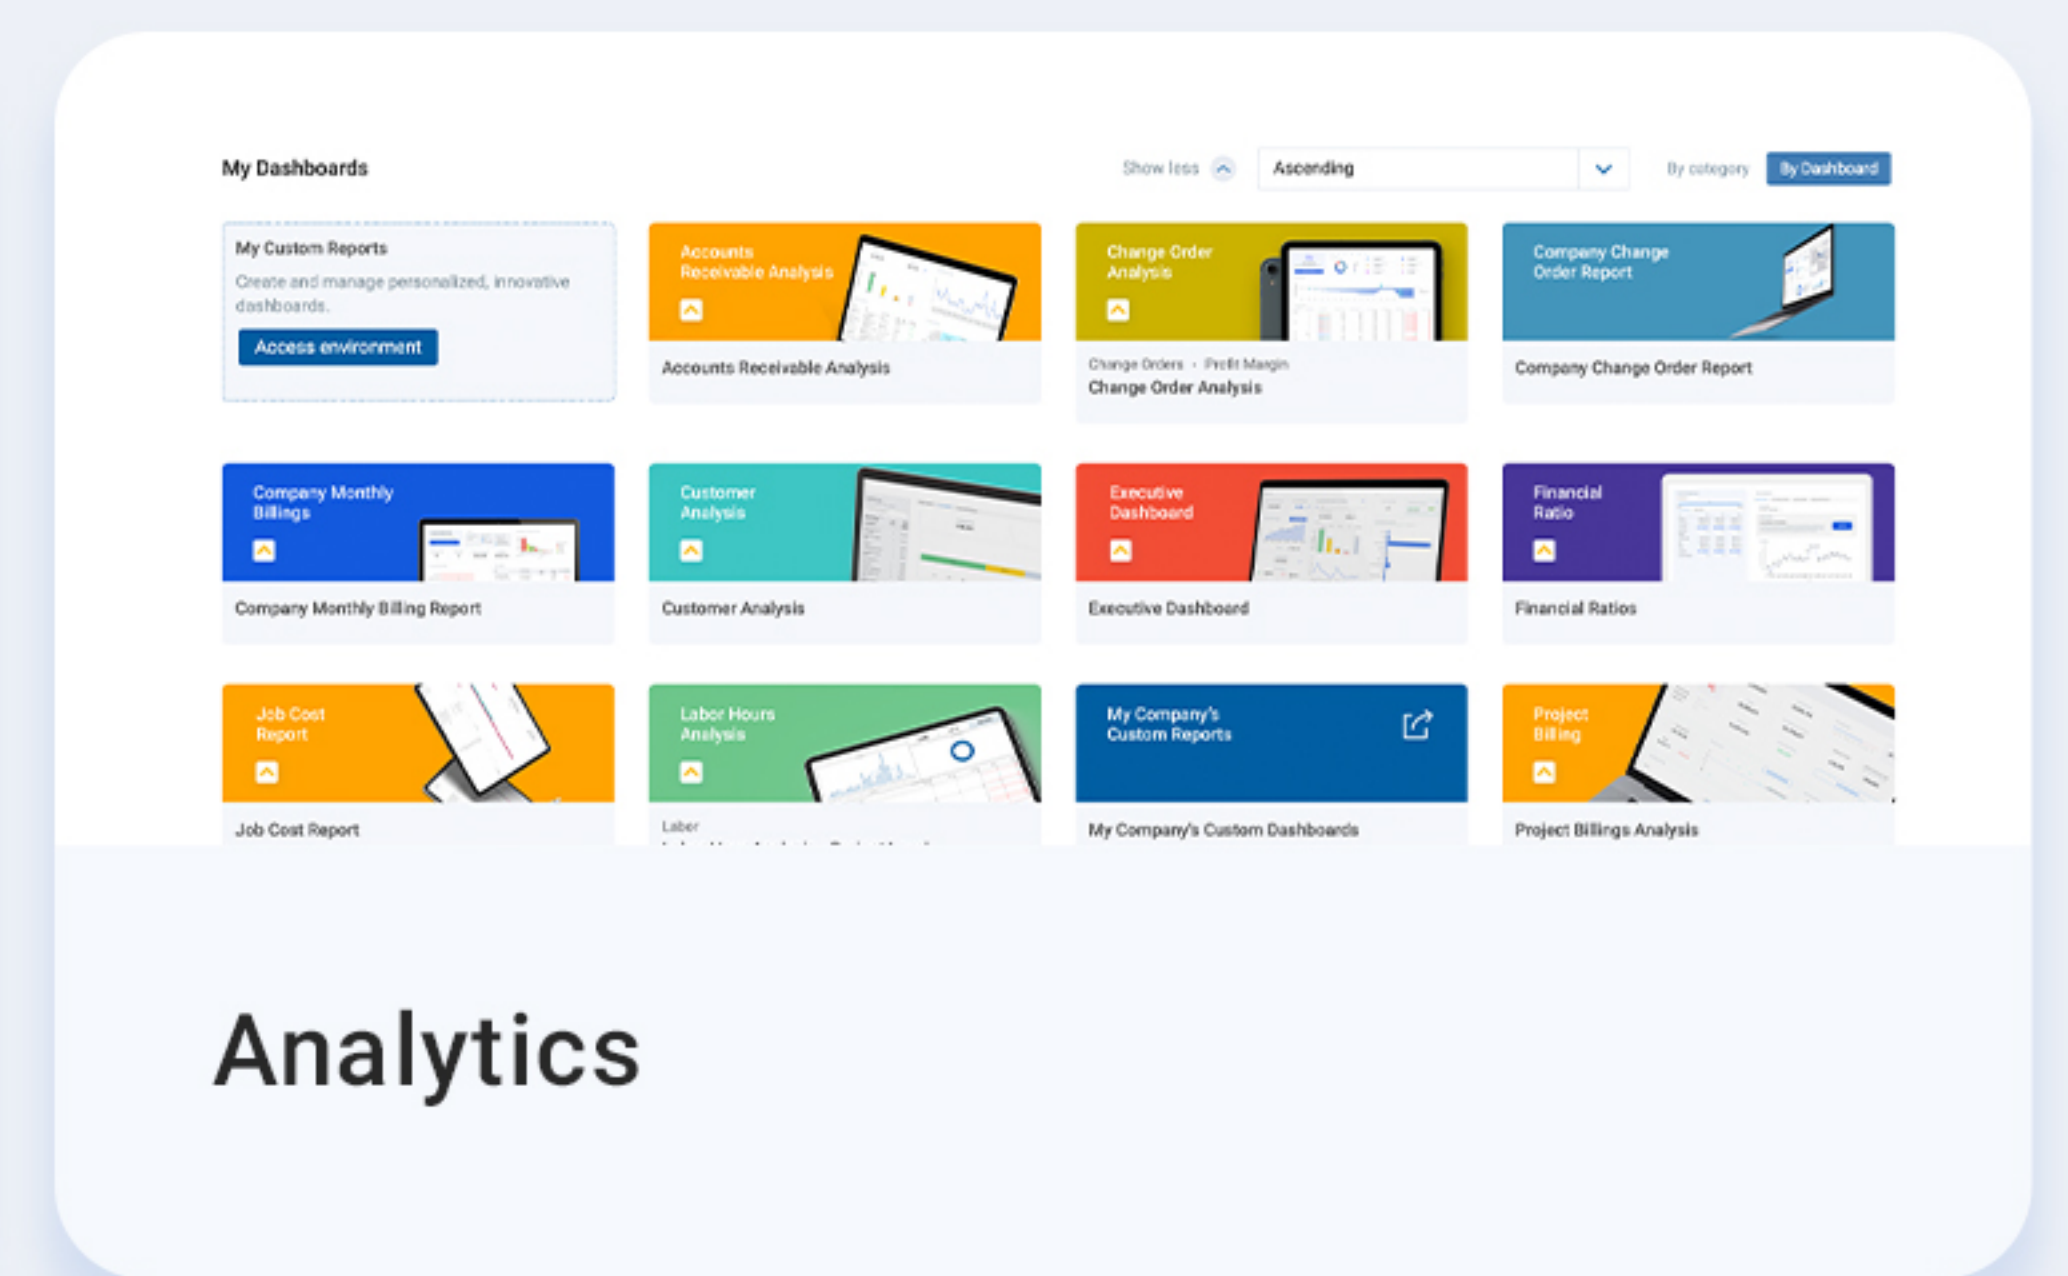 My Dashboards
Show less
Ascending
By category
By Dashboard
My Custom Reports
Create and manage personalized, innovative
dashboards.
Access environment
Accounts
Receivable Analysis
Accounts Receivable Analysis
Change Order
Analysis
Change Orders • Profit Margin
Change Order Analysis
Company Change
Order Report
Company Change Order Report
Company Monthly
Billings
Company Monthly Billing Report
Customer
Analysis
Customer Analysis
Executive
Dashboard
Executive Dashboard
Financial
Ratio
Financial Ratios
Job Cost
Report
Job Cost Report
Labor Hours
Analysis
Labor
My Company's
Custom Reports
My Company's Custom Dashboards
Project
Billing
Project Billings Analysis
Analytics